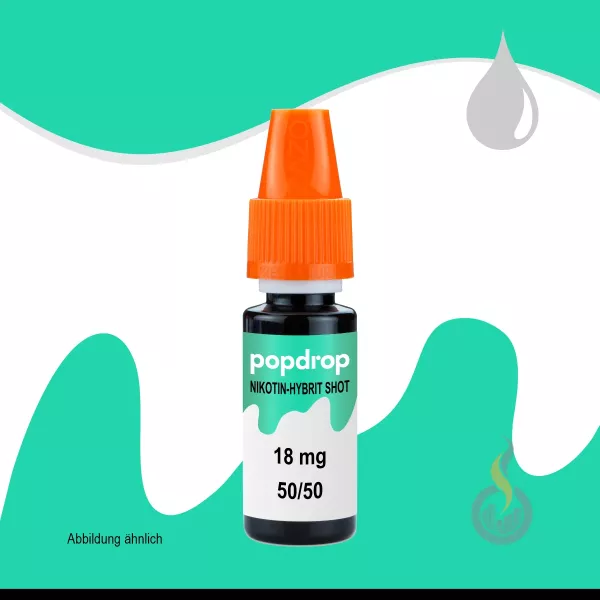 popdrop
NIKOTIN-HYBRIT SHOT
18 mg
50/50
Abbildung ähnlich